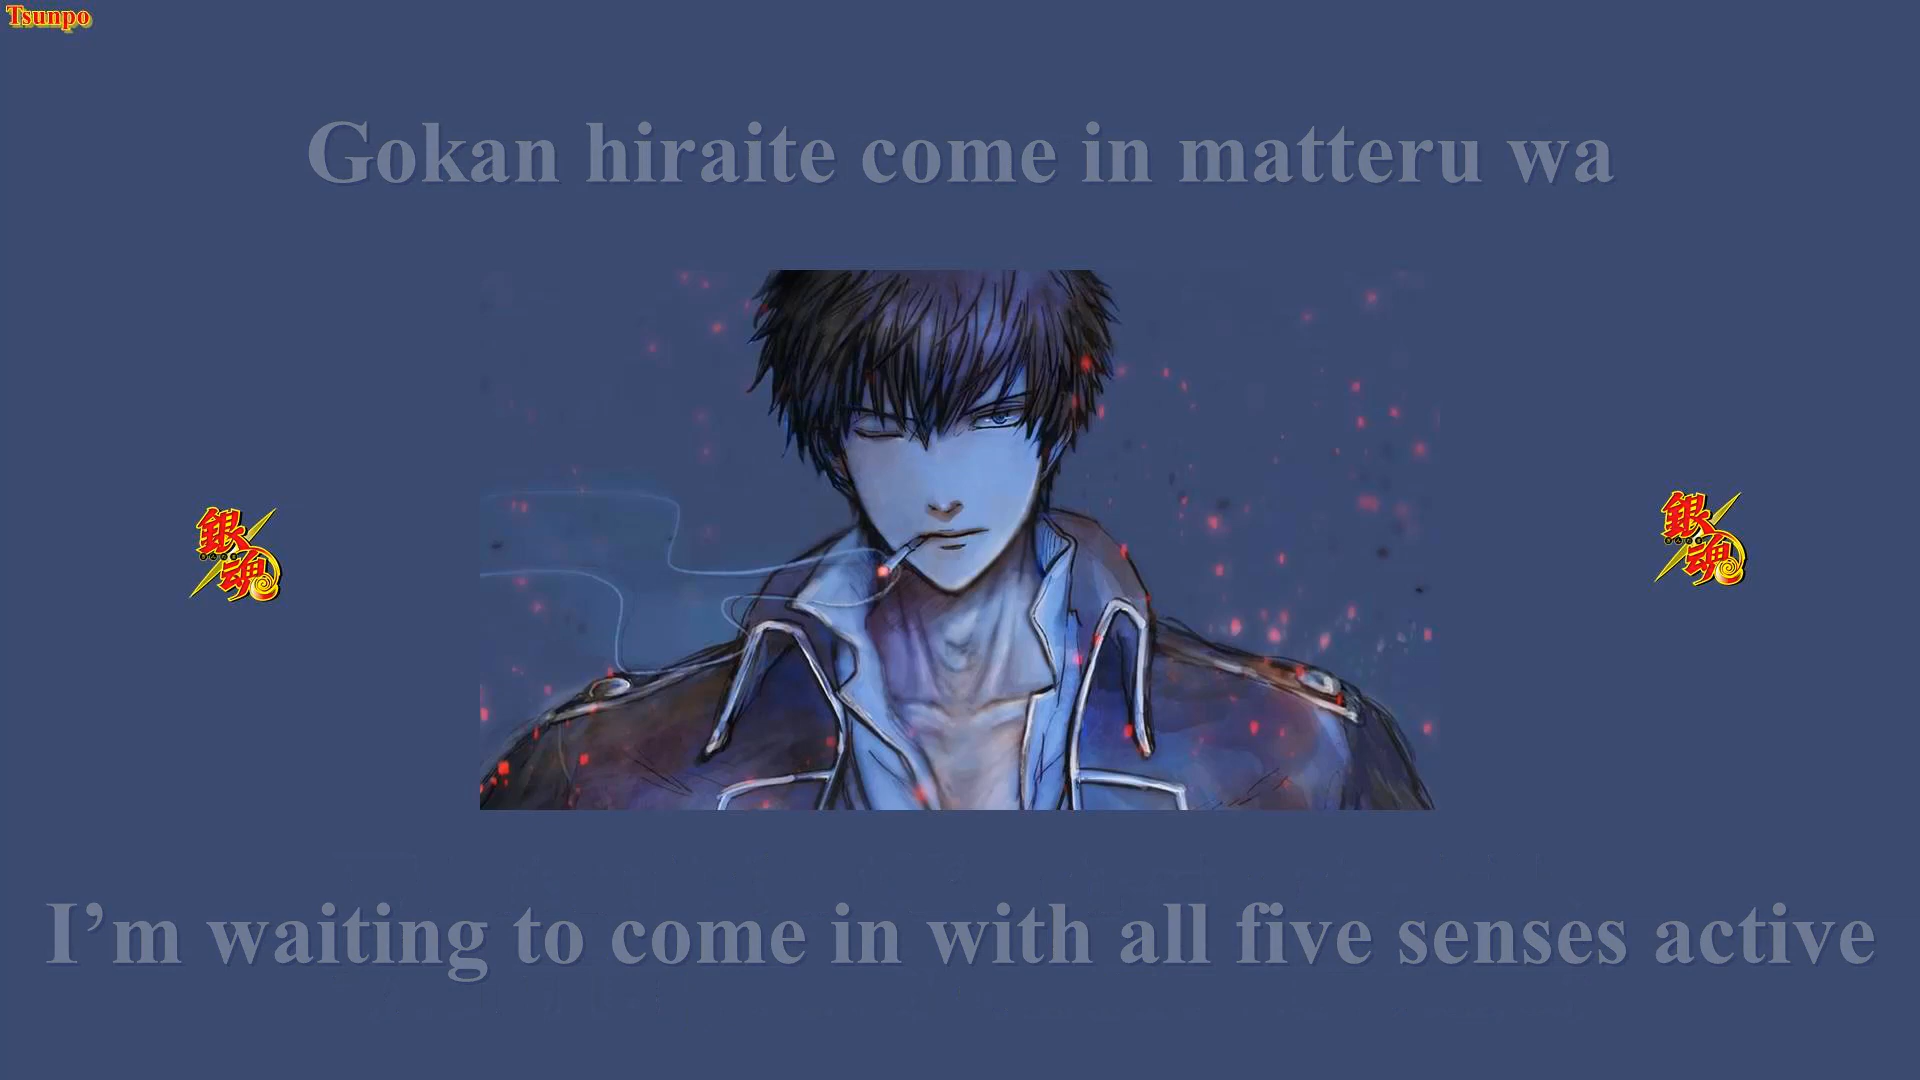 Tsunpo
Gokan hiraite come in matteru wa
銀魂
銀魂
I’m waiting to come in with all five senses active